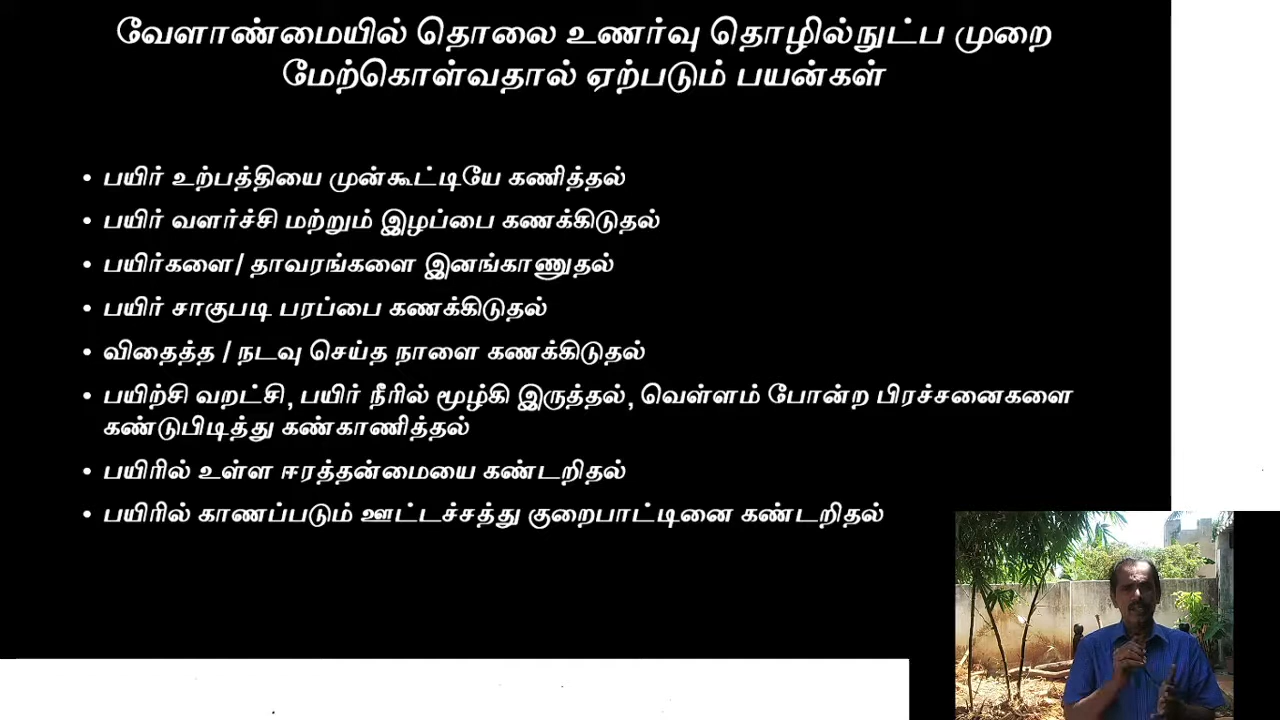 வேளாண்மையில் தொலை உணர்வு தொழில்நுட்ப முறை
மேற்கொள்வதால் ஏற்படும் பயன்கள்
• பயிர் உற்பத்தியை முன்கூட்டியே கணித்தல்
• பயிர் வளர்ச்சி மற்றும் இழப்பை கணக்கிடுதல்
• பயிர்களை/ தாவரங்களை இனங்காணுதல்
• பயிர் சாகுபடி பரப்பை கணக்கிடுதல்
• விதைத்த / நடவு செய்த நாளை கணக்கிடுதல்
• பயிற்சி வறட்சி, பயிர் நீரில் மூழ்கி இருத்தல், வெள்ளம் போன்ற பிரச்சனைகளை
கண்டுபிடித்து கண்காணித்தல்
• பயிரில் உள்ள ஈரத்தன்மையை கண்டறிதல்
• பயிரில் காணப்படும் ஊட்டச்சத்து குறைபாட்டினை கண்டறிதல்